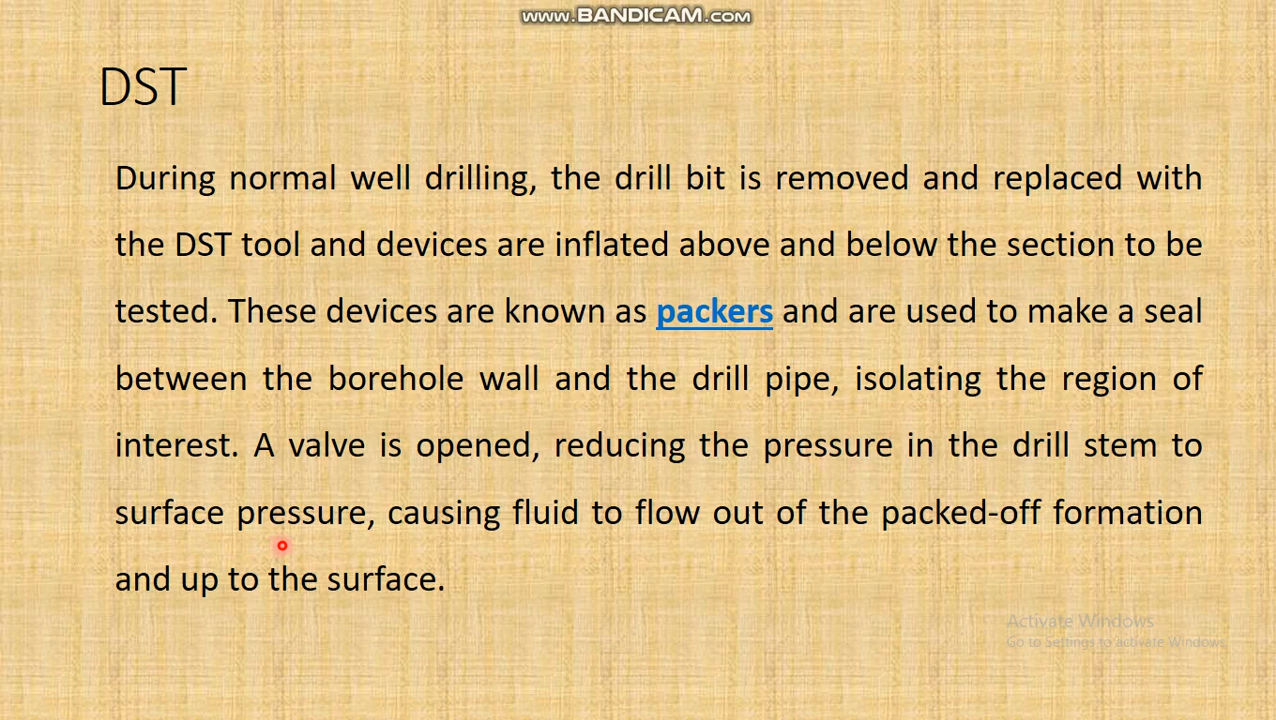 www.BANDICAM.com
DST
During normal well drilling, the drill bit is removed and replaced with
the DST tool and devices are inflated above and below the section to be
tested. These devices are known as packers and are used to make a seal
between the borehole wall and the drill pipe, isolating the region of
interest. A valve is opened, reducing the pressure in the drill stem to
surface pressure, causing fluid to flow out of the packed-off formation
and up to the surface.
Activate Windows
Go to Settings to activate Windows.